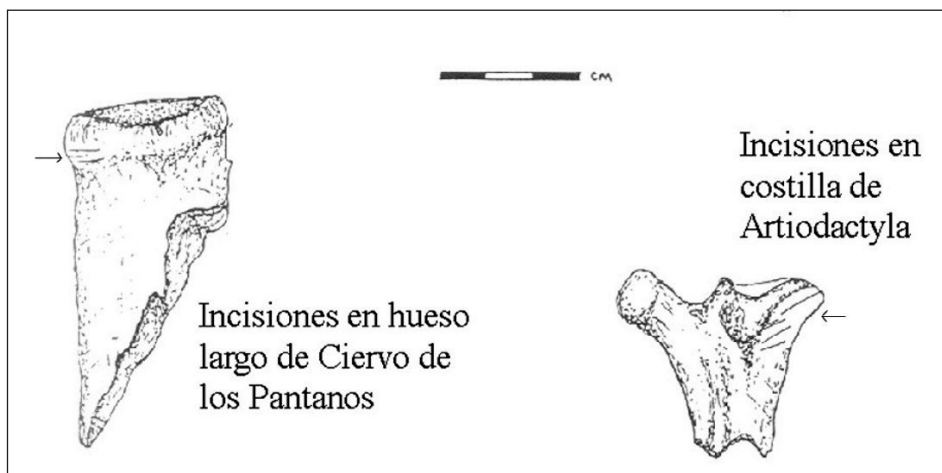 CM
Incisiones en
costilla de
Artiodactyla
Incisiones en hueso
largo de Ciervo de
los Pantanos